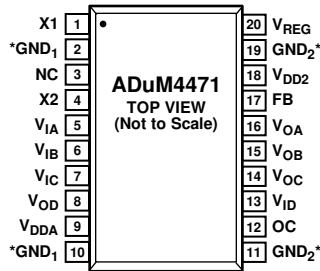 X1 1
*GND1 2
NC 3
X2 4
VIA 5
VIB 6
VIC 7
VOD 8
VDDA 9
*GND1 10
ADuM4471
TOP VIEW
(Not to Scale)
20 VREG
19 GND2*
18 VDD2
17 FB
16 VOA
15 VOB
14 VOC
13 VID
12 OC
11 GND2*